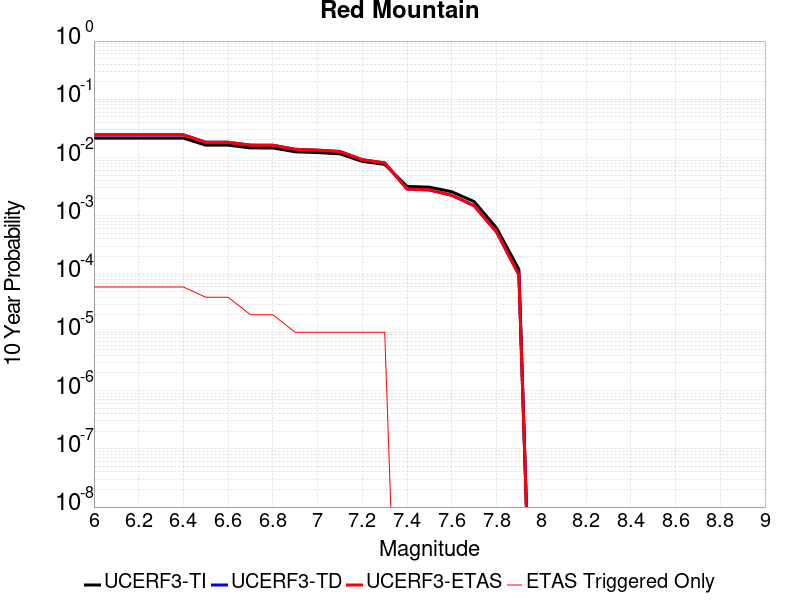 Red Mountain
10 Year Probability
10^0
10^-1
10^-2
10^-3
10^-4
10^-5
10^-6
10^-7
10^-8
6 6.2 6.4 6.6 6.8 7 7.2 7.4 7.6 7.8 8 8.2 8.4 8.6 8.8 9
Magnitude
UCERF3-TI UCERF3-TD UCERF3-ETAS ETAS Triggered Only